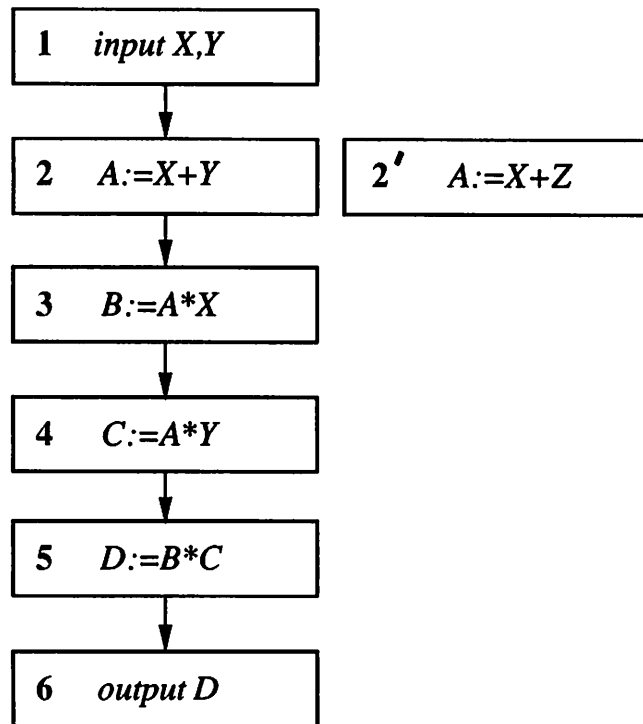 1 input X,Y
2 A:=X+Y
2' A:=X+Z
3 B:=A*X
4 C:=A*Y
5 D:=B*C
6 output D